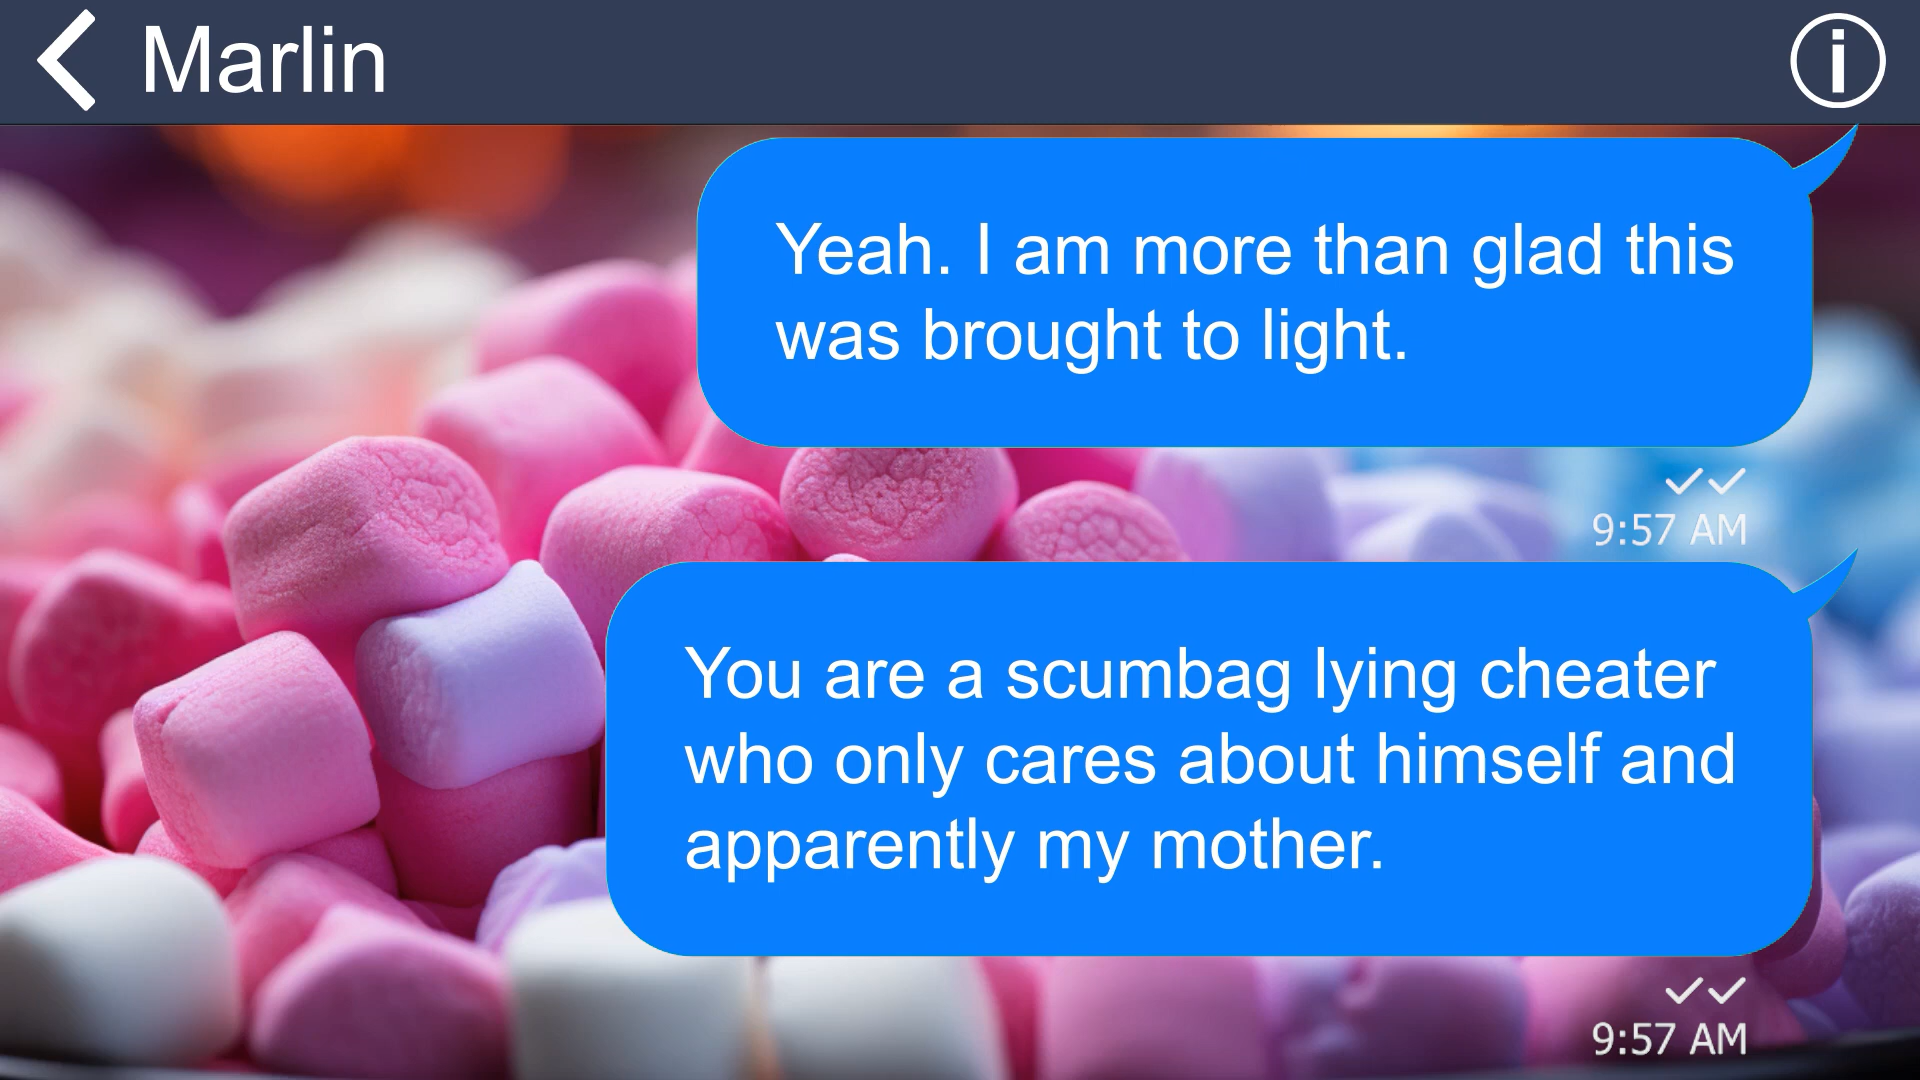 Marlin
Yeah. I am more than glad this
was brought to light.
9:57 AM
You are a scumbag lying cheater
who only cares about himself and
apparently my mother.
9:57 AM